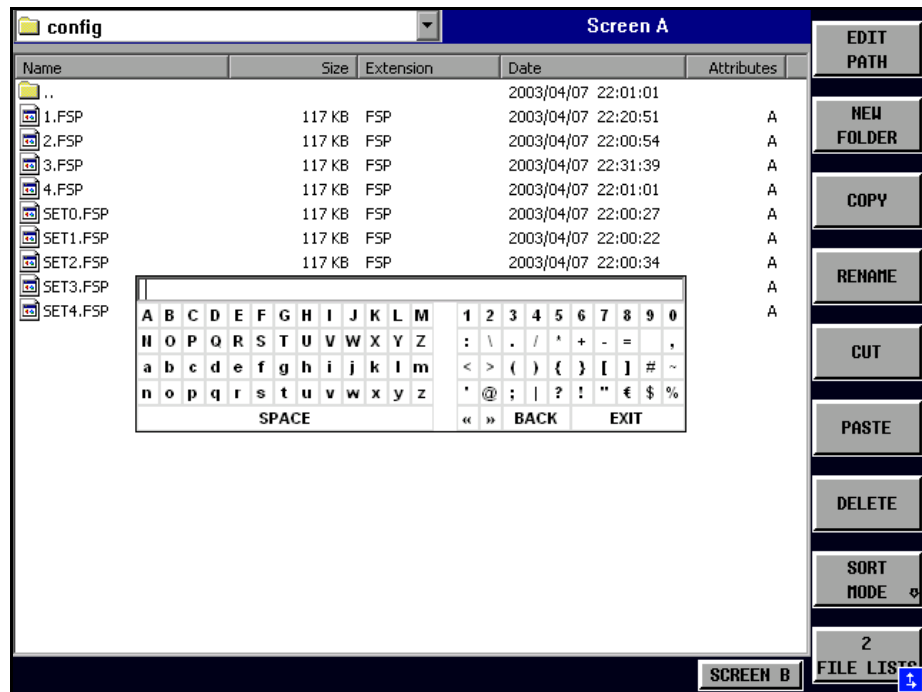 config
Screen A
Name Size Extension Date Attributes
.. 2003/04/07 22:01:01
1.FSP 117 KB FSP 2003/04/07 22:20:51 A
2.FSP 117 KB FSP 2003/04/07 22:00:54 A
3.FSP 117 KB FSP 2003/04/07 22:31:39 A
4.FSP 117 KB FSP 2003/04/07 22:01:01 A
SET0.FSP 117 KB FSP 2003/04/07 22:00:27 A
SET1.FSP 117 KB FSP 2003/04/07 22:00:22 A
SET2.FSP 117 KB FSP 2003/04/07 22:00:34 A
SET3.FSP A
SET4.FSP A
A B C D E F G H I J K L M 1 2 3 4 5 6 7 8 9 0
N O P Q R S T U V W X Y Z : \ . / * + - = ,
a b c d e f g h i j k l m < > ( ) { } [ ] # ~
n o p q r s t u v w x y z ' @ ; | ? ! " € $ %
SPACE « » BACK EXIT
EDIT
PATH
NEW
FOLDER
COPY
RENAME
CUT
PASTE
DELETE
SORT
MODE
2
FILE LISTS
SCREEN B